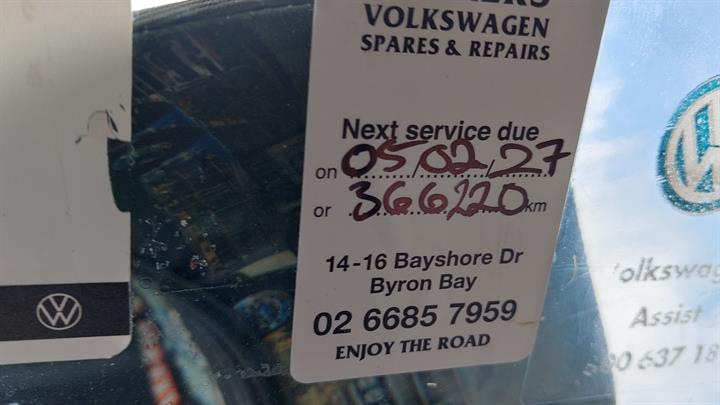 VOLKSWAGEN
SPARES & REPAIRS
Next service due
on 05/02/27
or 366220 km
14-16 Bayshore Dr
Byron Bay
02 6685 7959
ENJOY THE ROAD
Assist
637